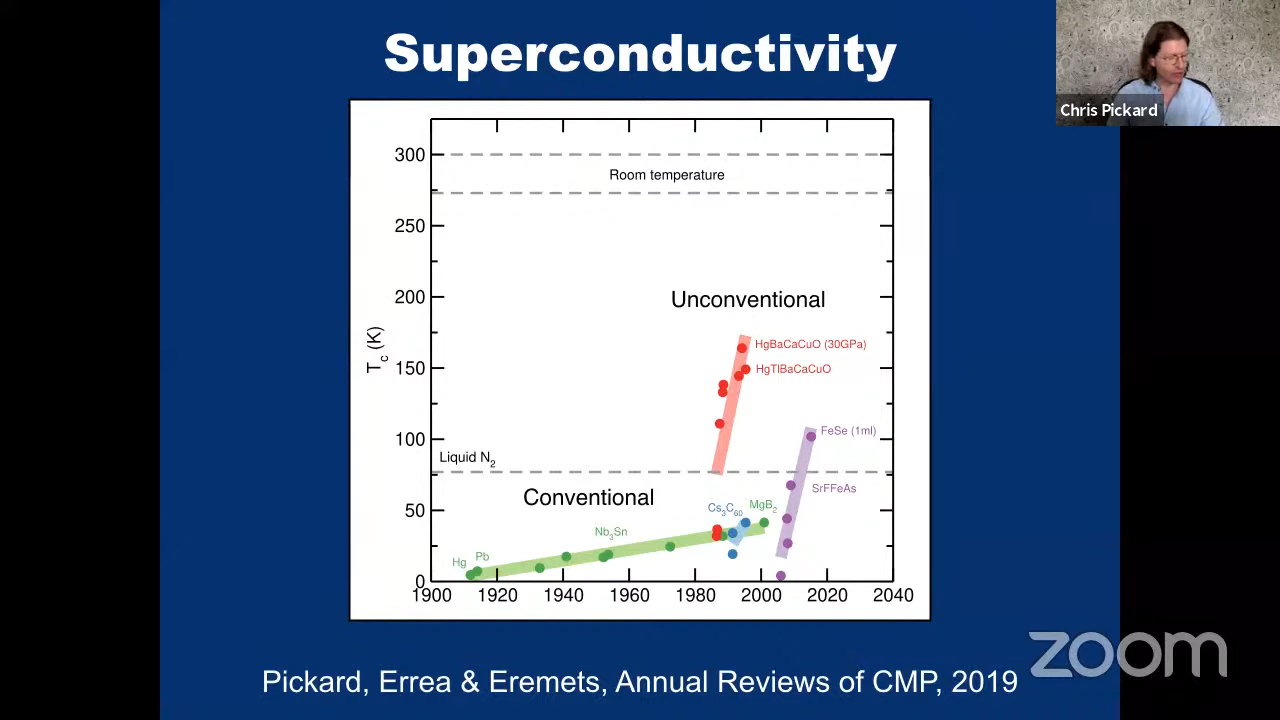 Superconductivity
Chris Pickard
300
Room temperature
250
200
Unconventional
T_c (K)
HgBaCaCuO (30GPa)
150
HgTlBaCaCuO
FeSe (1ml)
100
Liquid N₂
Conventional
SrFFeAs
50
Cs₃C₆₀
MgB₂
Nb₃Sn
Hg
Pb
0
1900 1920 1940 1960 1980 2000 2020 2040
zoom
Pickard, Errea & Eremets, Annual Reviews of CMP, 2019